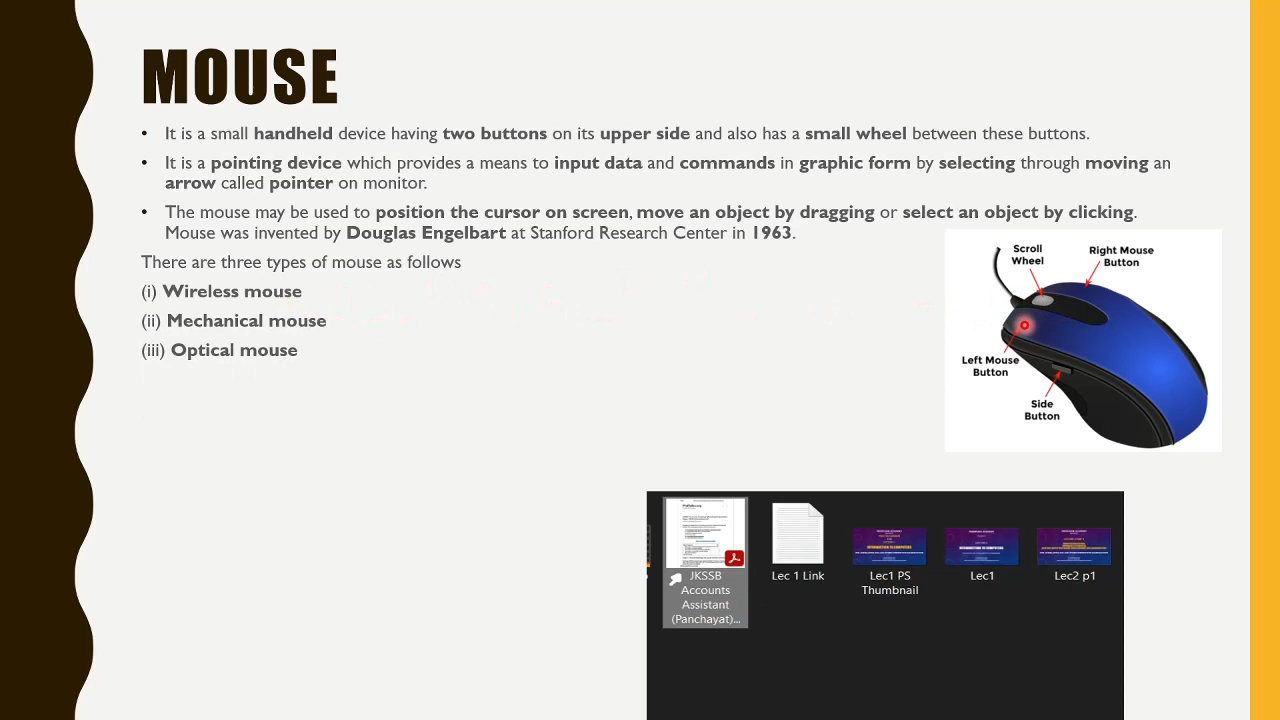 MOUSE
• It is a small handheld device having two buttons on its upper side and also has a small wheel between these buttons.
• It is a pointing device which provides a means to input data and commands in graphic form by selecting through moving an
arrow called pointer on monitor.
• The mouse may be used to position the cursor on screen, move an object by dragging or select an object by clicking.
Mouse was invented by Douglas Engelbart at Stanford Research Center in 1963.
There are three types of mouse as follows
(i) Wireless mouse
(ii) Mechanical mouse
(iii) Optical mouse
Scroll
Wheel
Right Mouse
Button
Left Mouse
Button
Side
Button
JKSSB
Accounts
Assistant
(Panchayat)...
Lec 1 Link
Lec1 PS
Thumbnail
Lec1
Lec2 p1
INTRODUCTION TO COMPUTERS
INTRODUCTION TO COMPUTERS